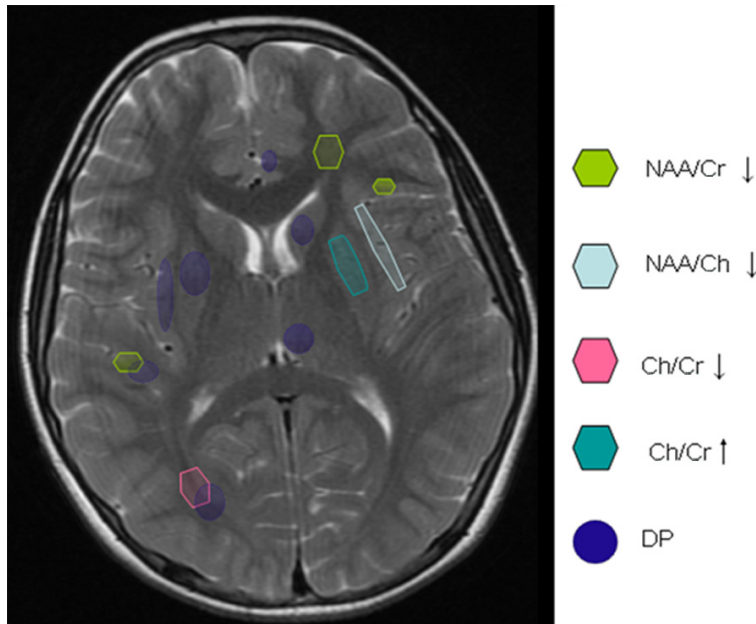 NAA/Cr ↓
NAA/Ch ↓
Ch/Cr ↓
Ch/Cr ↑
DP